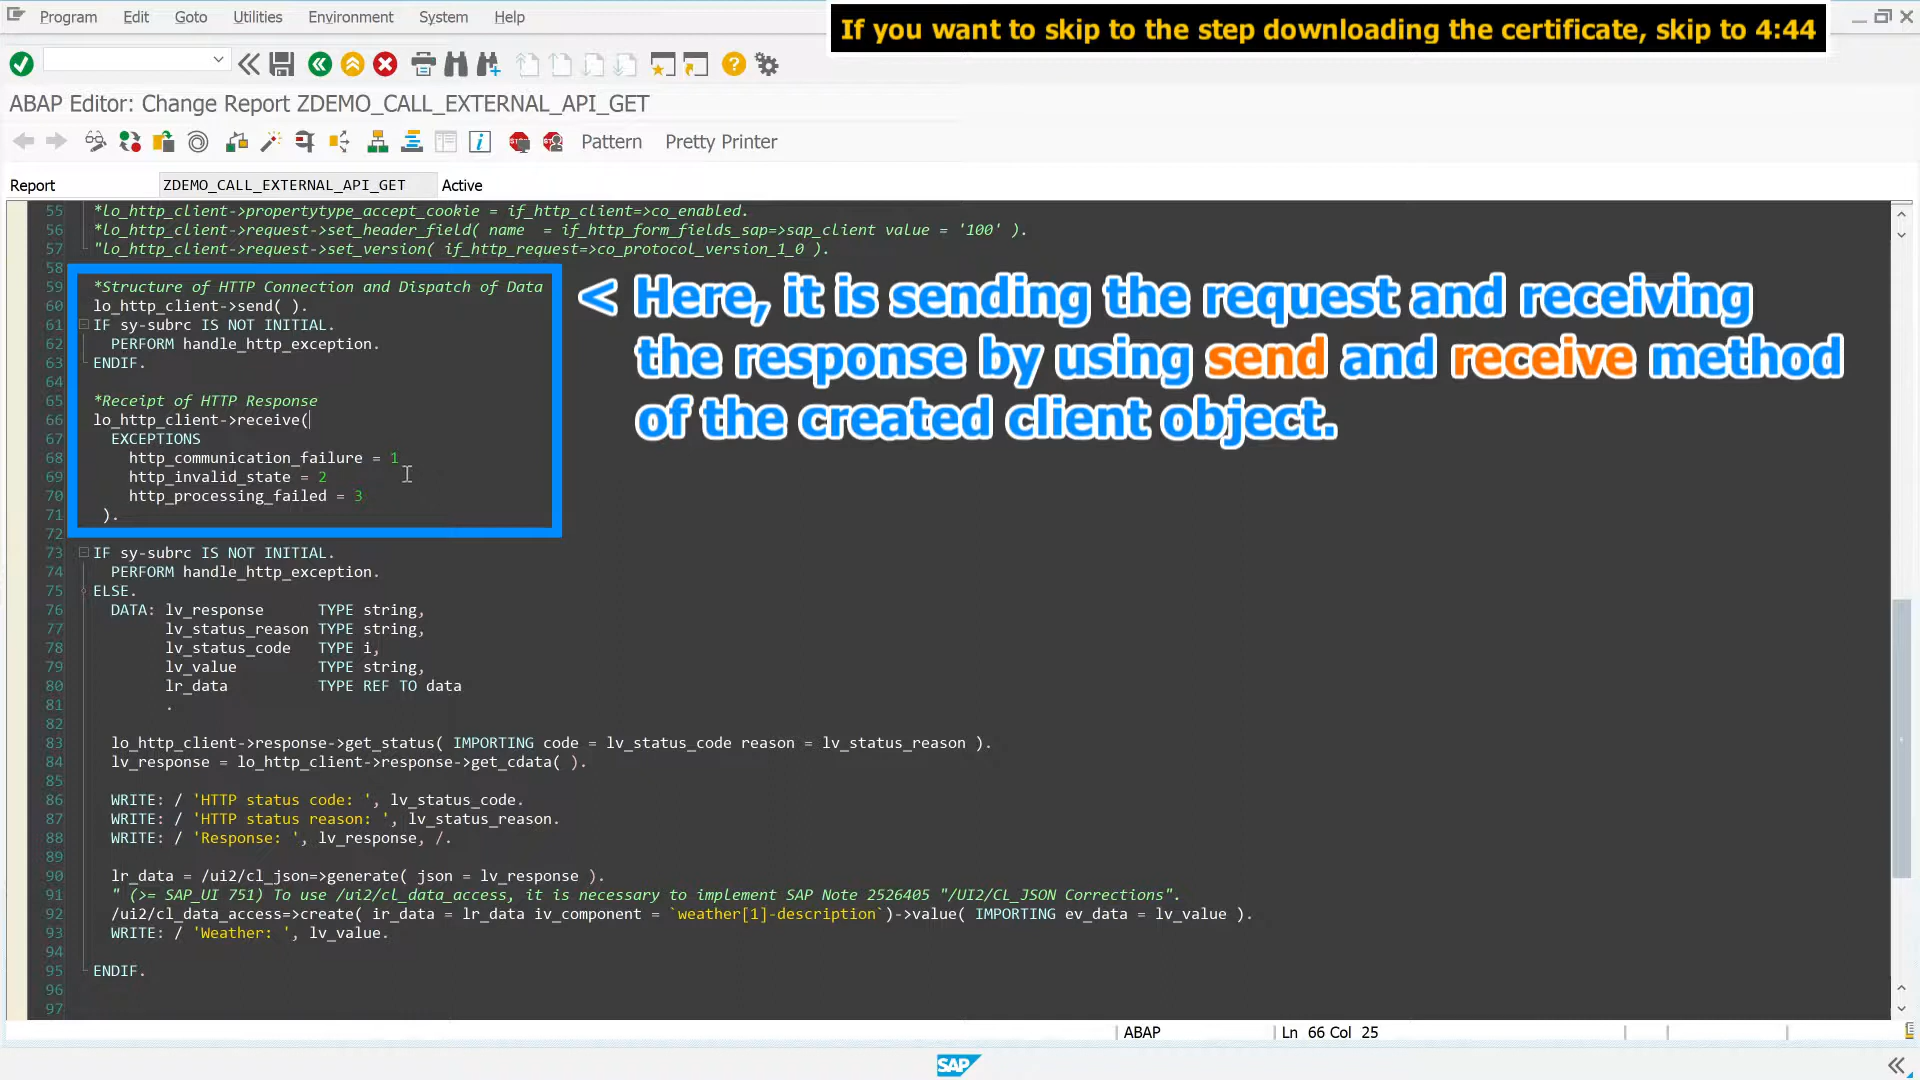 Program Edit Goto Utilities Environment System Help
If you want to skip to the step downloading the certificate, skip to 4:44
ABAP Editor: Change Report ZDEMO_CALL_EXTERNAL_API_GET
Pattern Pretty Printer
Report ZDEMO_CALL_EXTERNAL_API_GET Active
55 *lo_http_client->propertytype_accept_cookie = if_http_client=>co_enabled.
56 *lo_http_client->request->set_header_field( name  = if_http_form_fields_sap=>sap_client value = '100' ).
57 "lo_http_client->request->set_version( if_http_request=>co_protocol_version_1_0 ).
58
59 *Structure of HTTP Connection and Dispatch of Data
60 lo_http_client->send( ).
61 IF sy-subrc IS NOT INITIAL.
62 PERFORM handle_http_exception.
63 ENDIF.
64
65 *Receipt of HTTP Response
66 lo_http_client->receive(
67 EXCEPTIONS
68 http_communication_failure = 1
69 http_invalid_state = 2
70 http_processing_failed = 3
71 ).
72
< Here, it is sending the request and receiving
the response by using send and receive method
of the created client object.
73 IF sy-subrc IS NOT INITIAL.
74 PERFORM handle_http_exception.
75 ELSE.
76 DATA: lv_response TYPE string,
77 lv_status_reason TYPE string,
78 lv_status_code TYPE i,
79 lv_value TYPE string,
80 lr_data TYPE REF TO data
81 .
82
83 lo_http_client->response->get_status( IMPORTING code = lv_status_code reason = lv_status_reason ).
84 lv_response = lo_http_client->response->get_cdata( ).
85
86 WRITE: / 'HTTP status code: ', lv_status_code.
87 WRITE: / 'HTTP status reason: ', lv_status_reason.
88 WRITE: / 'Response: ', lv_response, /.
89
90 lr_data = /ui2/cl_json=>generate( json = lv_response ).
91 " (>= SAP_UI 751) To use /ui2/cl_data_access, it is necessary to implement SAP Note 2526405 "/UI2/CL_JSON Corrections".
92 /ui2/cl_data_access=>create( ir_data = lr_data iv_component = `weather[1]-description`)->value( IMPORTING ev_data = lv_value ).
93 WRITE: / 'Weather: ', lv_value.
94
95 ENDIF.
96
97
ABAP Ln 66 Col 25
SAP